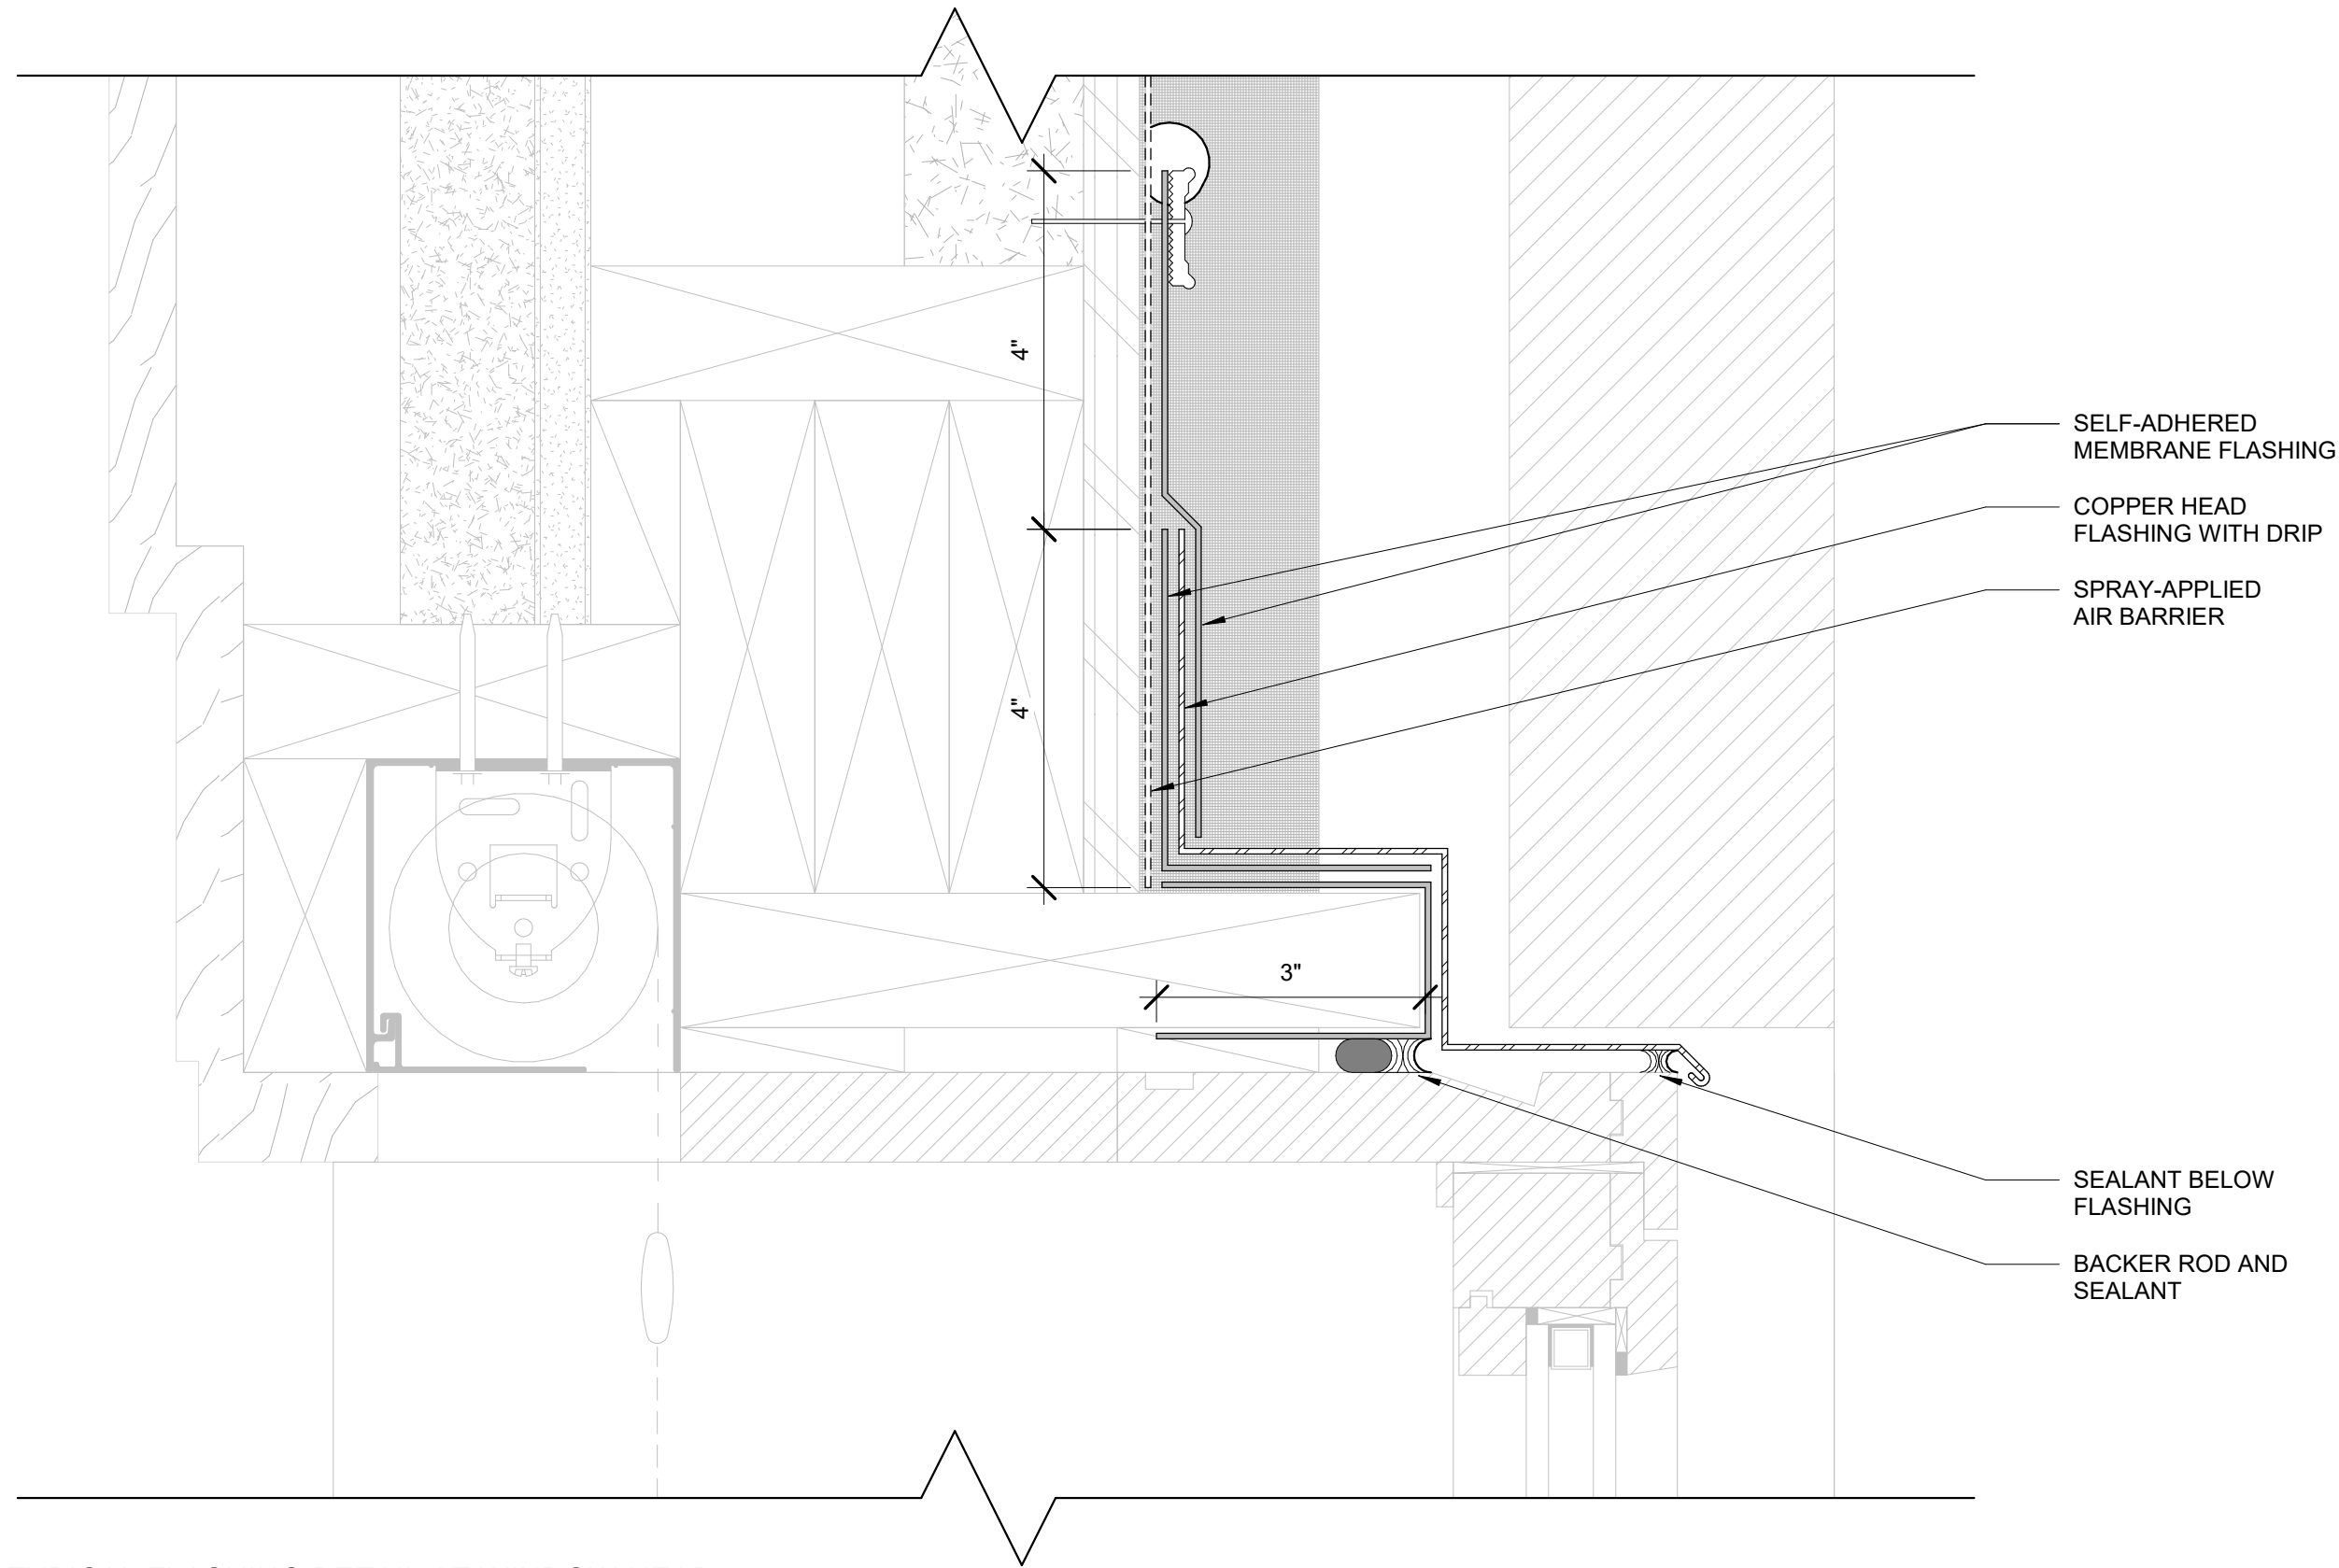 4"
SELF-ADHERED
MEMBRANE FLASHING
COPPER HEAD
FLASHING WITH DRIP
SPRAY-APPLIED
AIR BARRIER
4"
3"
SEALANT BELOW
FLASHING
BACKER ROD AND
SEALANT